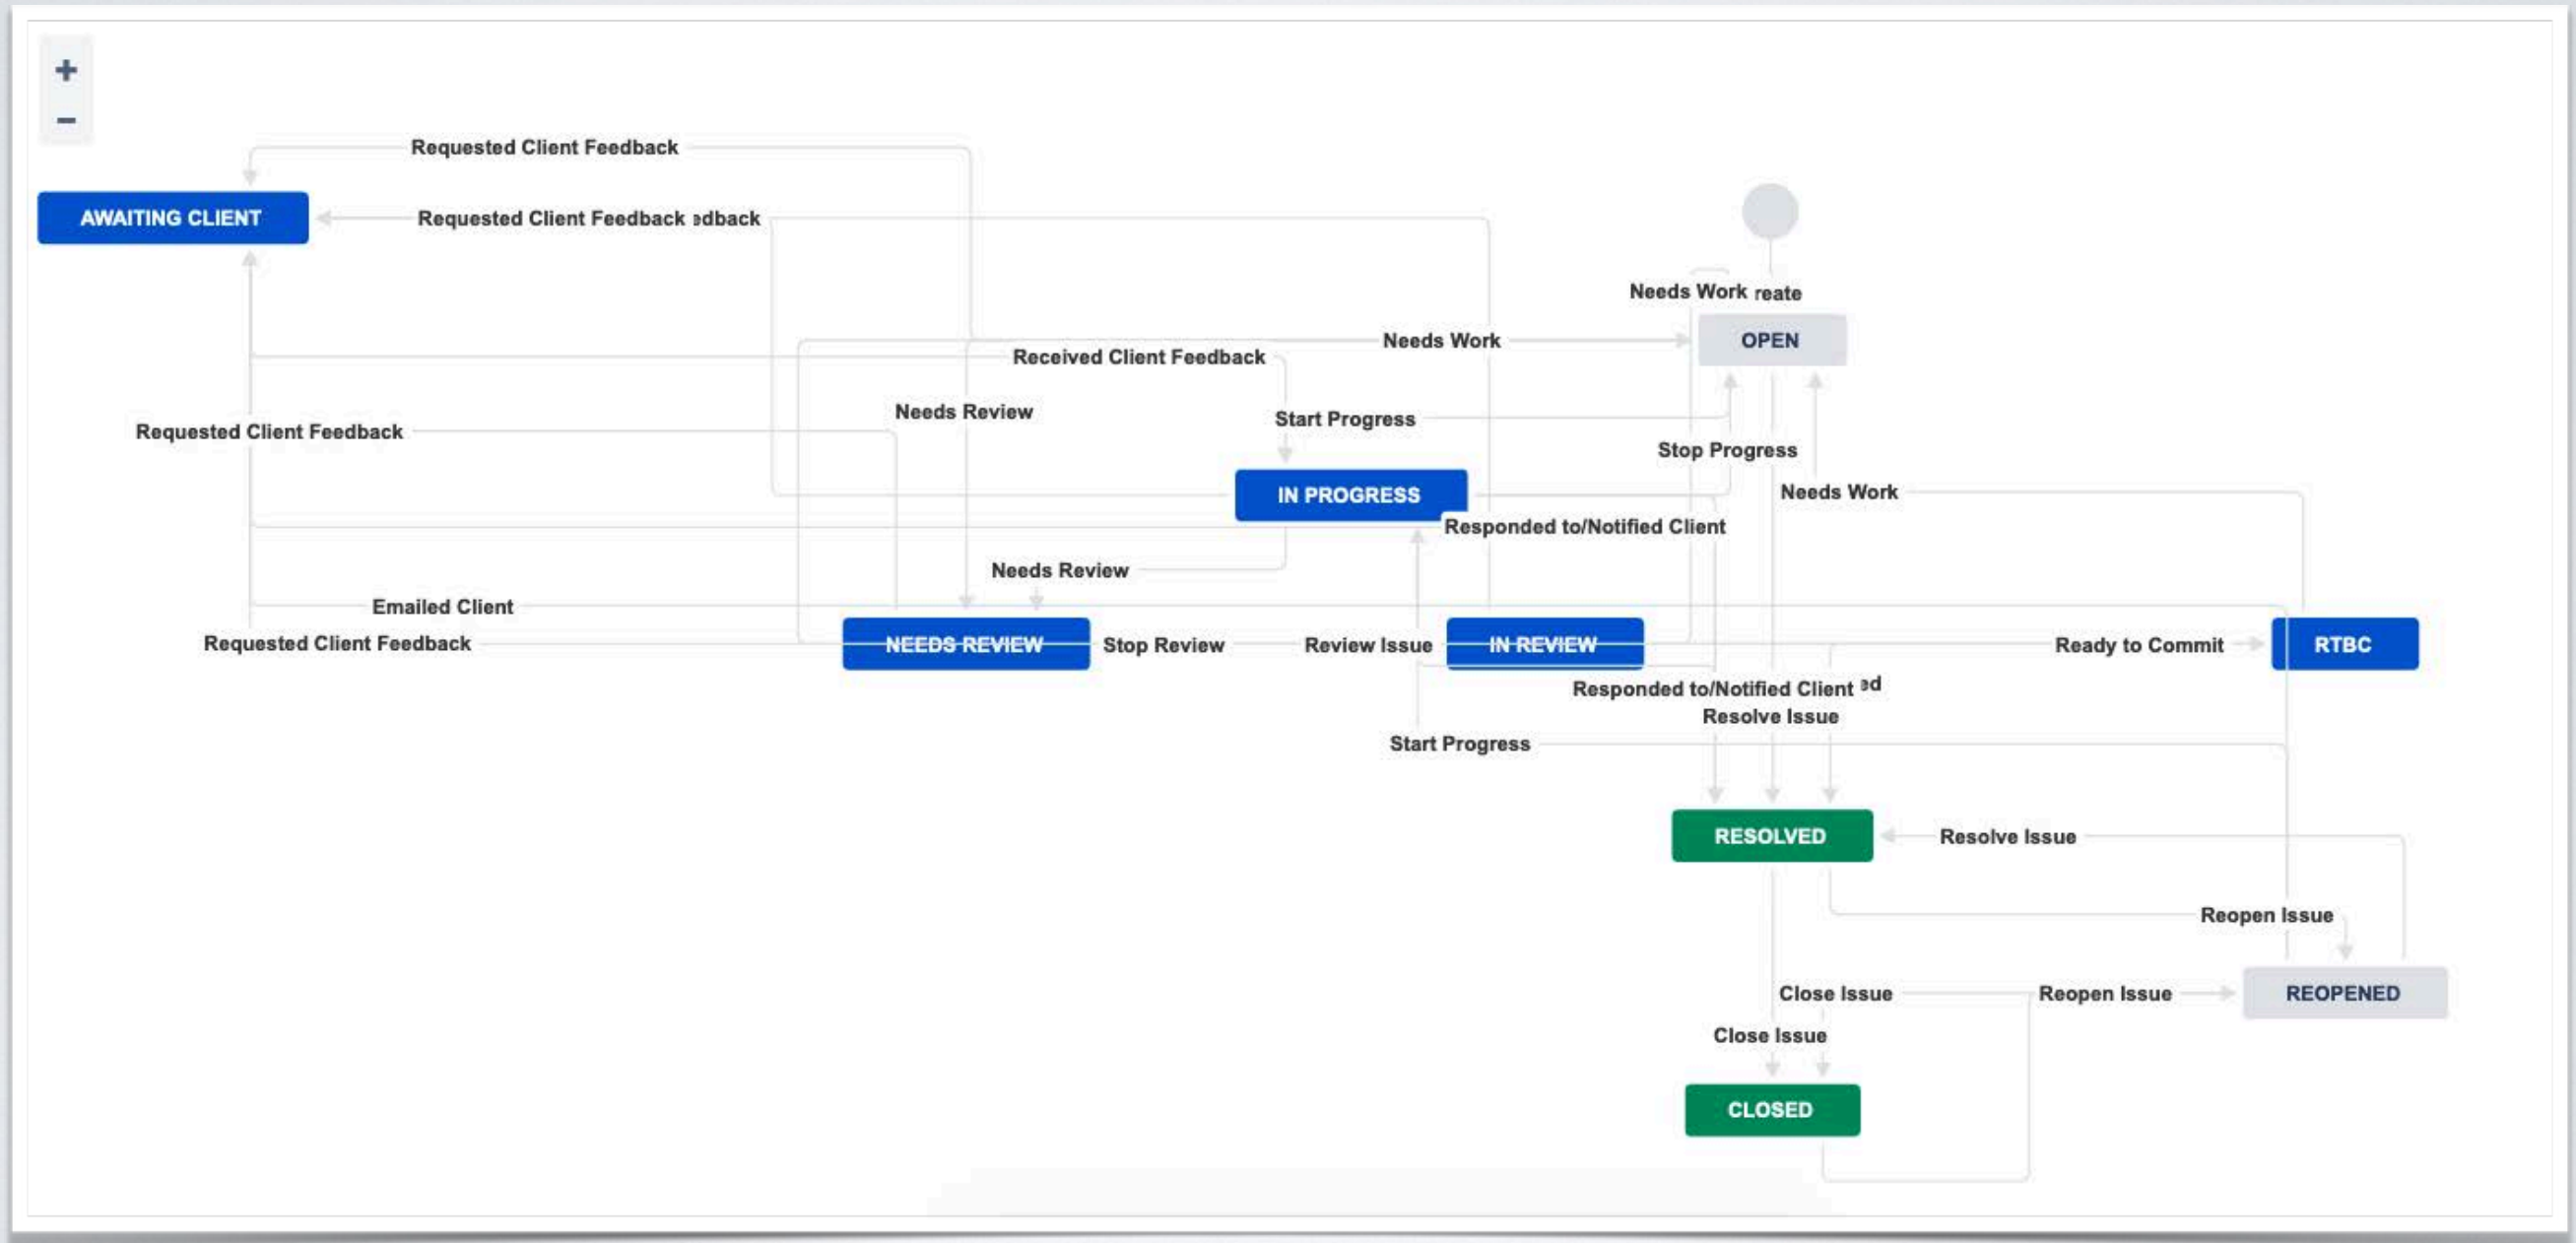 +
−
Requested Client Feedback
AWAITING CLIENT
Requested Client Feedback edback
Needs Work reate
OPEN
Needs Work
Received Client Feedback
Needs Review
Start Progress
Requested Client Feedback
Stop Progress
IN PROGRESS
Needs Work
Responded to/Notified Client
Needs Review
Emailed Client
Requested Client Feedback
NEEDS REVIEW
Stop Review
Review Issue
IN REVIEW
Ready to Commit
RTBC
Responded to/Notified Client ed
Resolve Issue
Start Progress
RESOLVED
Resolve Issue
Reopen Issue
Close Issue
Reopen Issue
REOPENED
Close Issue
CLOSED